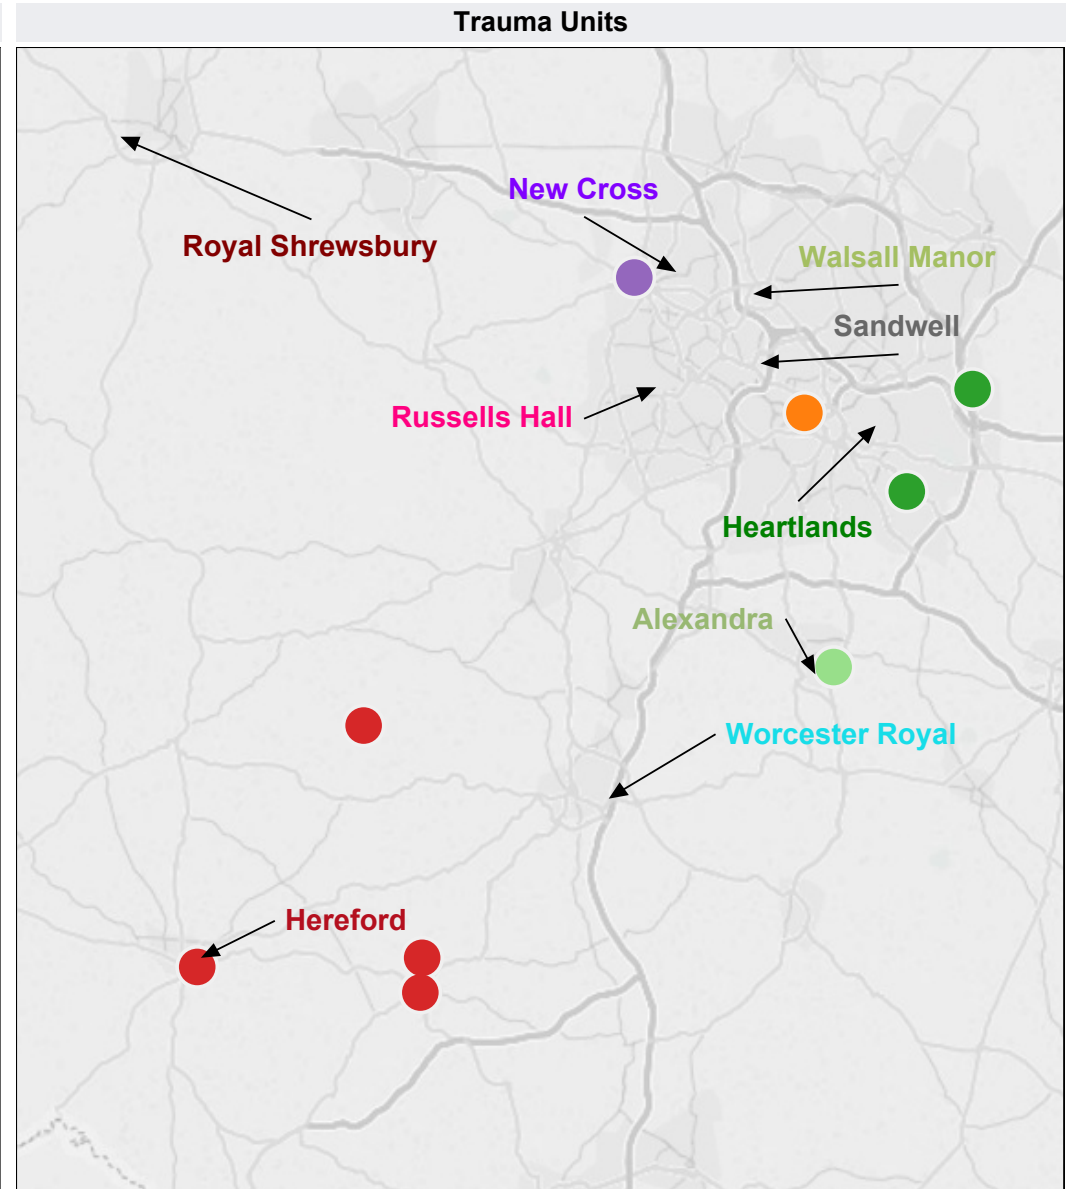 Trauma Units
New Cross
Royal Shrewsbury
Walsall Manor
Sandwell
Russells Hall
Heartlands
Alexandra
Worcester Royal
Hereford